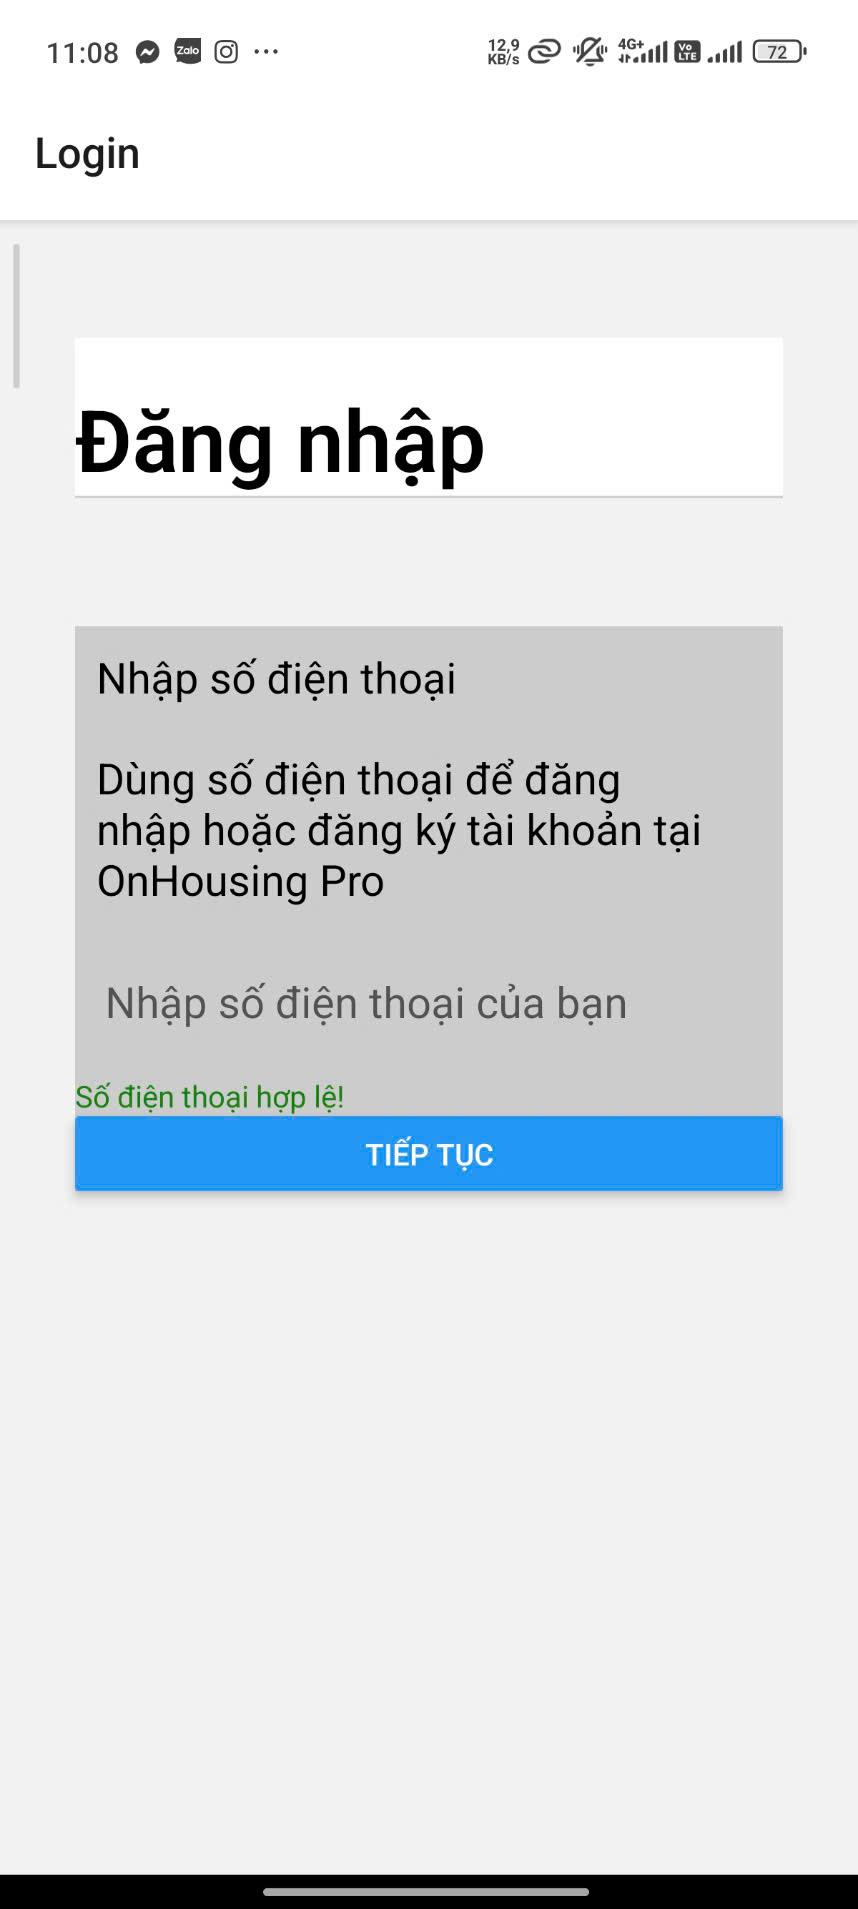 11:08 Zalo ... 12,9 KB/s 4G+ Vo LTE 72
Login
Đăng nhập
Nhập số điện thoại
Dùng số điện thoại để đăng
nhập hoặc đăng ký tài khoản tại
OnHousing Pro
Nhập số điện thoại của bạn
Số điện thoại hợp lệ!
TIẾP TỤC